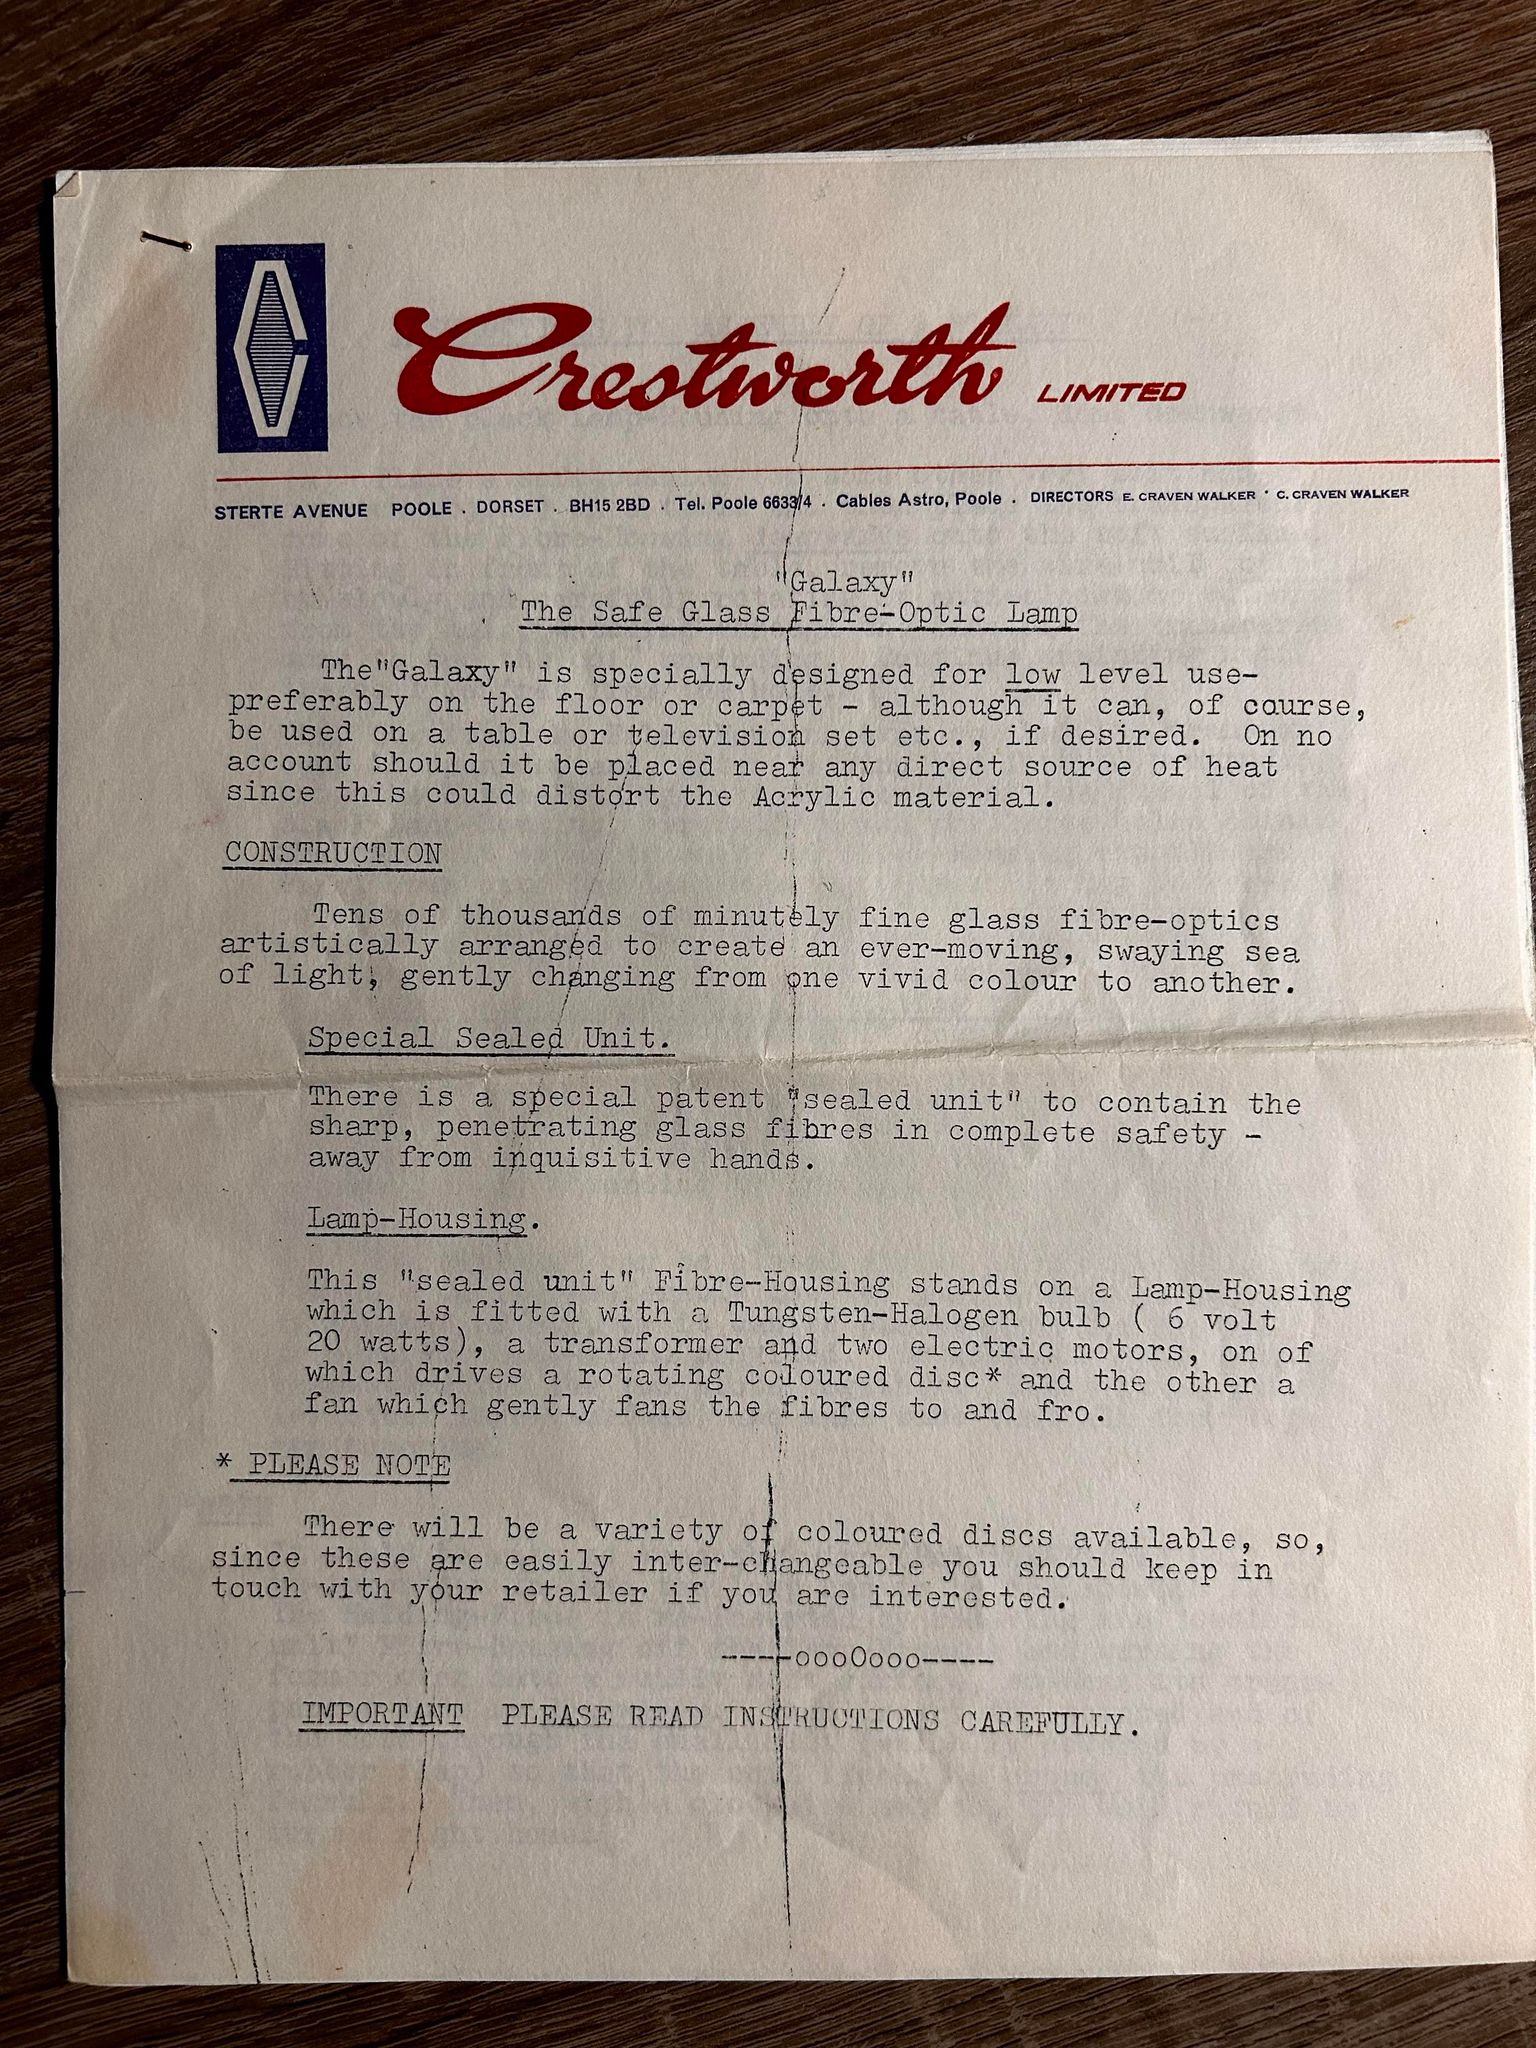 Crestworth LIMITED
STERTE AVENUE POOLE . DORSET . BH15 2BD . Tel. Poole 6633/4 . Cables Astro, Poole . DIRECTORS E. CRAVEN WALKER · C. CRAVEN WALKER
"Galaxy"
The Safe Glass Fibre-Optic Lamp
The"Galaxy" is specially designed for low level use-
preferably on the floor or carpet - although it can, of course,
be used on a table or television set etc., if desired. On no
account should it be placed near any direct source of heat
since this could distort the Acrylic material.
CONSTRUCTION
Tens of thousands of minutely fine glass fibre-optics
artistically arranged to create an ever-moving, swaying sea
of light, gently changing from one vivid colour to another.
Special Sealed Unit.
There is a special patent "sealed unit" to contain the
sharp, penetrating glass fibres in complete safety -
away from inquisitive hands.
Lamp-Housing.
This "sealed unit" Fibre-Housing stands on a Lamp-Housing
which is fitted with a Tungsten-Halogen bulb ( 6 volt
20 watts), a transformer and two electric motors, on of
which drives a rotating coloured disc* and the other a
fan which gently fans the fibres to and fro.
* PLEASE NOTE
There will be a variety of coloured discs available, so,
since these are easily inter-changeable you should keep in
touch with your retailer if you are interested.
----oooOooo----
IMPORTANT PLEASE READ INSTRUCTIONS CAREFULLY.